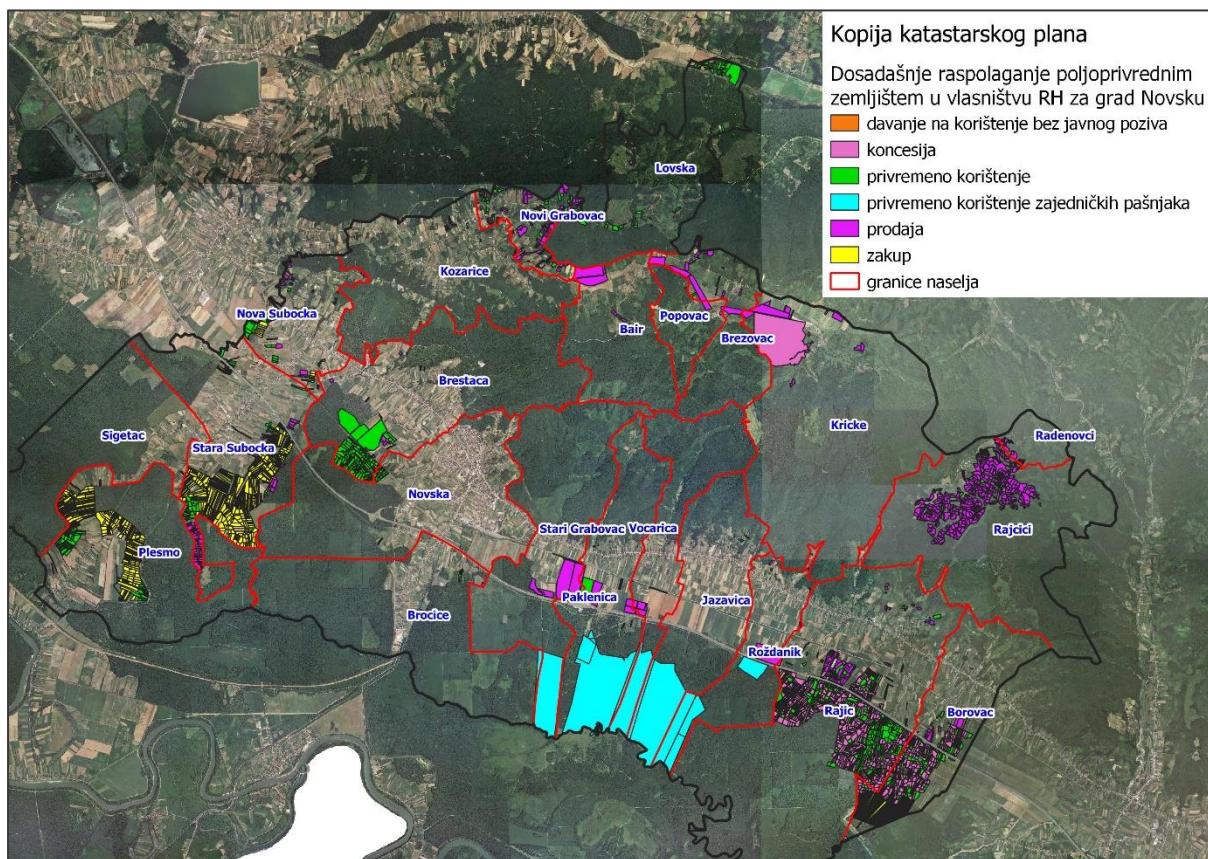 Kopija katastarskog plana
Dosadašnje raspolaganje poljoprivrednim
zemljištem u vlasništvu RH za grad Novsku
davanje na korištenje bez javnog poziva
koncesija
privremeno korištenje
privremeno korištenje zajedničkih pašnjaka
prodaja
zakup
granice naselja
Lovska
Novi Grabovac
Kozarice
Nova Subocka
Bair
Popovac
Brezovac
Brestaca
Sigetac
Stara Subocka
Kricke
Radenovci
Novska
Stari Grabovac
Vocarica
Rajcici
Plesmo
Paklenica
Jazavica
Brocice
Roždanik
Rajic
Borovac